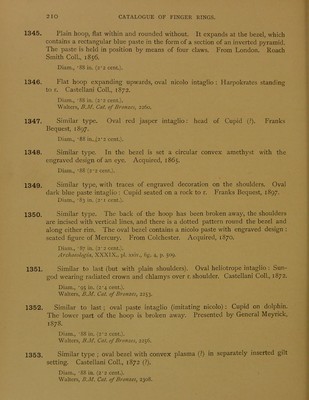 210 CATALOGUE OF FINGER RINGS.
1345. Plain hoop, flat within and rounded without. It expands at the bezel, which
contains a rectangular blue paste in the form of a section of an inverted pyramid.
The paste is held in position by means of four claws. From London. Roach
Smith Coll., 1856.
Diam., ·88 in. (2·2 cent.).
1346. Flat hoop expanding upwards, oval nicolo intaglio: Harpokrates standing
to r. Castellani Coll., 1872.
Diam., ·88 in. (2·2 cent.).
Walters, B.M. Cat. of Bronzes, 2260.
1347. Similar type. Oval red jasper intaglio: head of Cupid (?). Franks
Bequest, 1897.
Diam., ·88 in. (2·2 cent.).
1348. Similar type. In the bezel is set a circular convex amethyst with the
engraved design of an eye. Acquired, 1865.
Diam., ·88 (2·2 cent.).
1349. Similar type, with traces of engraved decoration on the shoulders. Oval
dark blue paste intaglio: Cupid seated on a rock to r. Franks Bequest, 1897.
Diam., ·83 in. (2·1 cent.).
1350. Similar type. The back of the hoop has been broken away, the shoulders
are incised with vertical lines, and there is a dotted pattern round the bezel and
along either rim. The oval bezel contains a nicolo paste with engraved design:
seated figure of Mercury. From Colchester. Acquired, 1870.
Diam., ·87 in. (2·2 cent.).
Archaeologia, XXXIX., pl. xxiv., fig. 4, p. 509.
1351. Similar to last (but with plain shoulders). Oval heliotrope intaglio: Sun-
god wearing radiated crown and chlamys over r. shoulder. Castellani Coll., 1872.
Diam., ·95 in. (2·4 cent.).
Walters, B.M. Cat. of Bronzes, 2253.
1352. Similar to last; oval paste intaglio (imitating nicolo); Cupid on dolphin.
The lower part of the hoop is broken away. Presented by General Meyrick,
1878.
Diam., ·88 in. (2·2 cent.).
Walters, B.M. Cat. of Bronzes, 2256.
1353. Similar type; oval bezel with convex plasma (?) in separately inserted gilt
setting. Castellani Coll., 1872 (?).
Diam., ·88 in. (2·2 cent.).
Walters, B.M. Cat. of Bronzes, 2308.